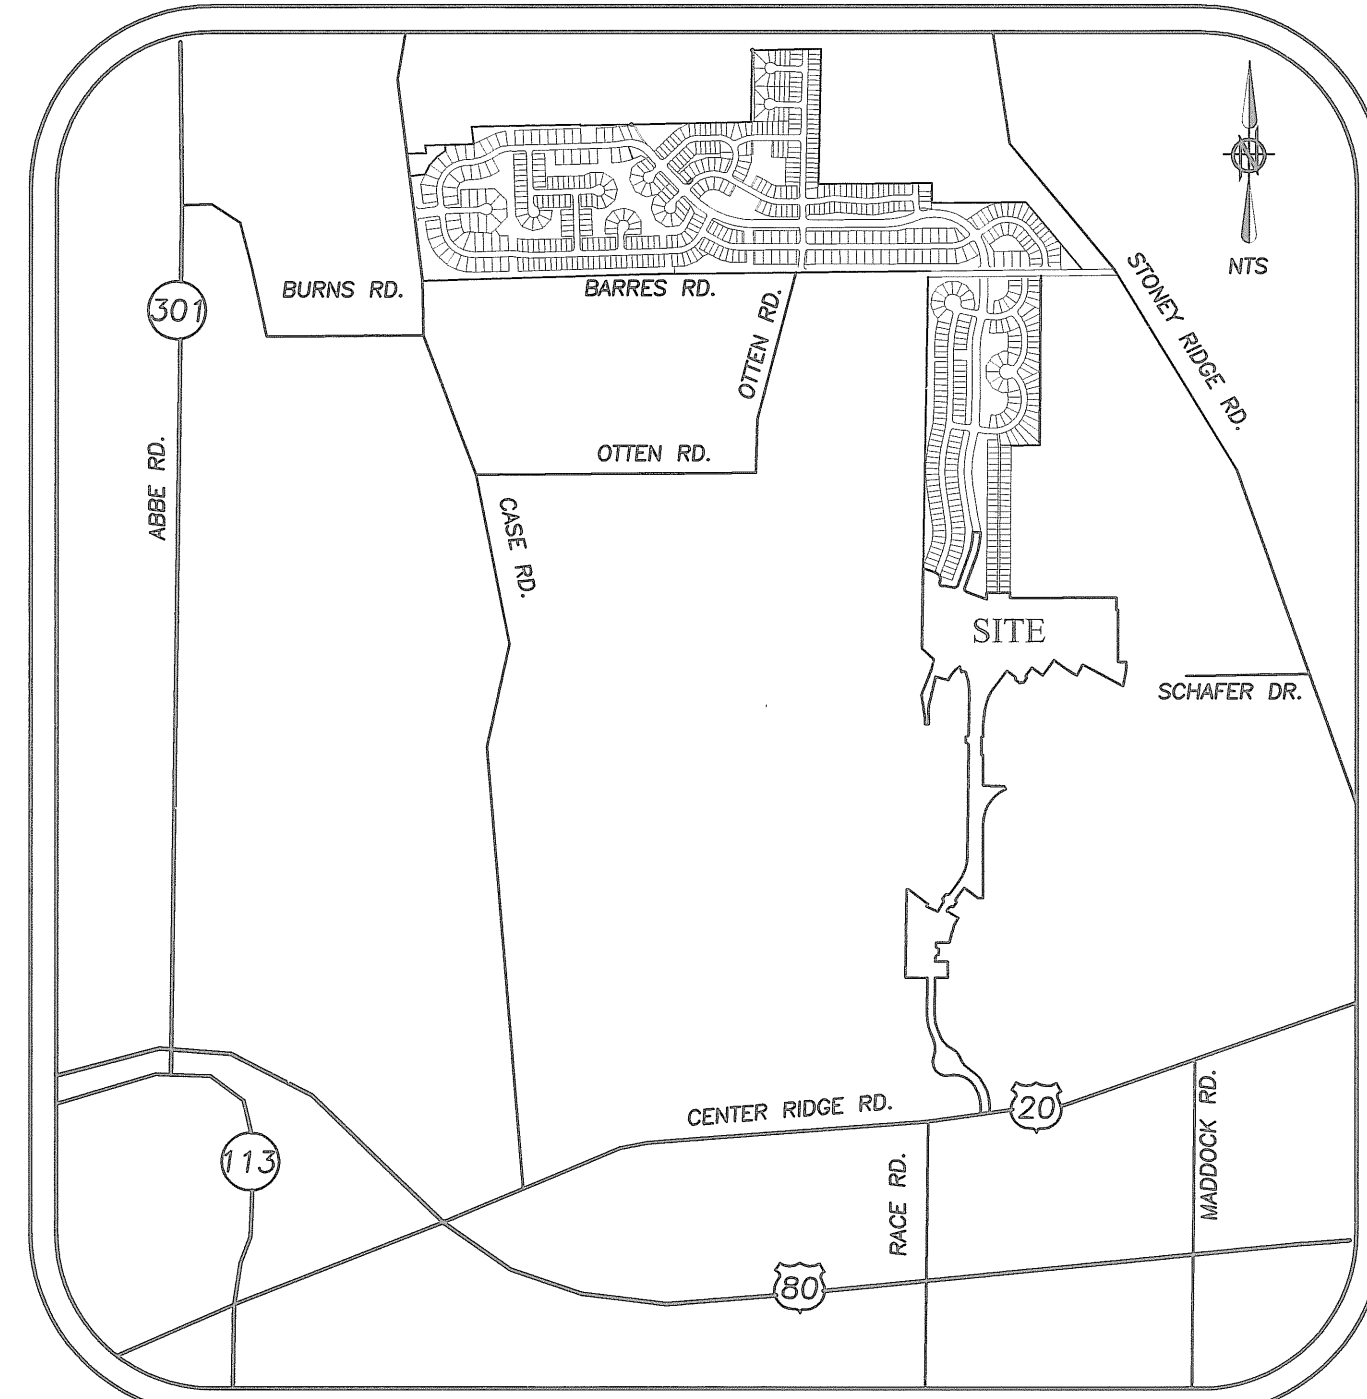 N
NTS
BURNS RD.
BARRES RD.
301
OTTEN RD.
STONEY RIDGE RD.
ABBE RD.
OTTEN RD.
CASE RD.
SITE
SCHAFER DR.
CENTER RIDGE RD.
20
MADDOCK RD.
113
RACE RD.
80